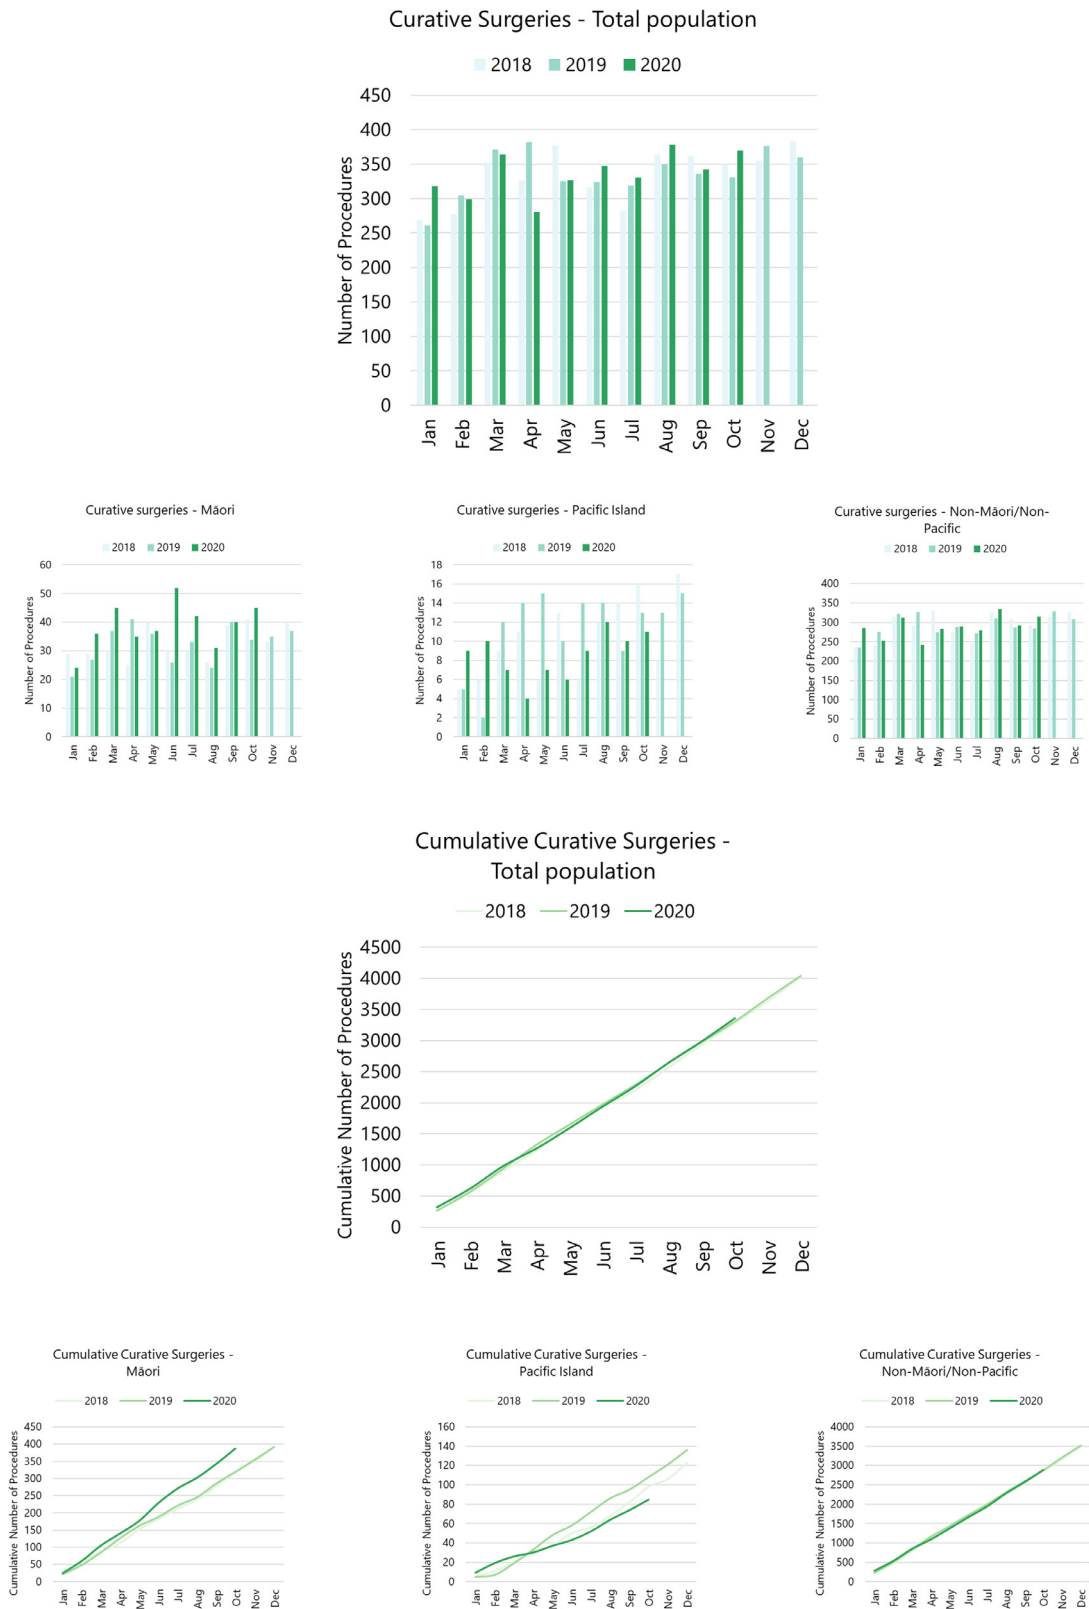 Curative Surgeries - Total population
2018 2019 2020
Number of Procedures
450
400
350
300
250
200
150
100
50
0
Jan Feb Mar Apr May Jun Jul Aug Sep Oct Nov Dec
Curative surgeries - Māori
2018 2019 2020
Number of Procedures
60
50
40
30
20
10
0
Jan Feb Mar Apr May Jun Jul Aug Sep Oct Nov Dec
Curative surgeries - Pacific Island
2018 2019 2020
Number of Procedures
18
16
14
12
10
8
6
4
2
0
Jan Feb Mar Apr May Jun Jul Aug Sep Oct Nov Dec
Curative surgeries - Non-Māori/Non-
Pacific
2018 2019 2020
Number of Procedures
400
350
300
250
200
150
100
50
0
Jan Feb Mar Apr May Jun Jul Aug Sep Oct Nov Dec
Cumulative Curative Surgeries -
Total population
2018 2019 2020
Cumulative Number of Procedures
4500
4000
3500
3000
2500
2000
1500
1000
500
0
Jan Feb Mar Apr May Jun Jul Aug Sep Oct Nov Dec
Cumulative Curative Surgeries -
Māori
2018 2019 2020
Cumulative Number of Procedures
450
400
350
300
250
200
150
100
50
0
Jan Feb Mar Apr May Jun Jul Aug Sep Oct Nov Dec
Cumulative Curative Surgeries -
Pacific Island
2018 2019 2020
Cumulative Number of Procedures
160
140
120
100
80
60
40
20
0
Jan Feb Mar Apr May Jun Jul Aug Sep Oct Nov Dec
Cumulative Curative Surgeries -
Non-Māori/Non-Pacific
2018 2019 2020
Cumulative Number of Procedures
4000
3500
3000
2500
2000
1500
1000
500
0
Jan Feb Mar Apr May Jun Jul Aug Sep Oct Nov Dec